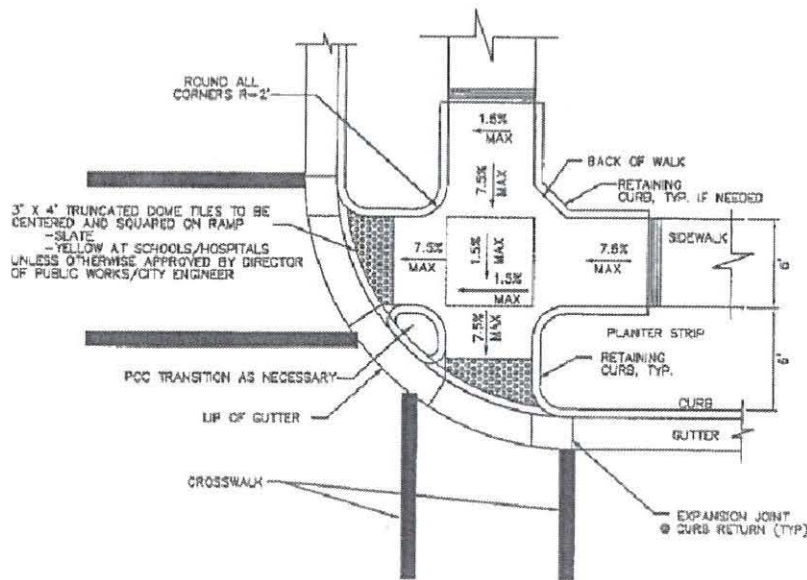 ROUND ALL
CORNERS R=2'
1.5%
MAX
7.5%
MAX
BACK OF WALK
RETAINING
CURB, TYP. IF NEEDED
3' X 4' TRUNCATED DOME TILES TO BE
CENTERED AND SQUARED ON RAMP
-SLATE
-YELLOW AT SCHOOLS/HOSPITALS
UNLESS OTHERWISE APPROVED BY DIRECTOR
OF PUBLIC WORKS/CITY ENGINEER
7.5%
MAX
1.5%
MAX
1.5%
MAX
7.5%
MAX
SIDEWALK
6'
7.5%
MAX
PLANTER STRIP
6'
RETAINING
CURB, TYP.
PCC TRANSITION AS NECESSARY
LIP OF GUTTER
CURB
GUTTER
CROSSWALK
EXPANSION JOINT
@ CURB RETURN (TYP)